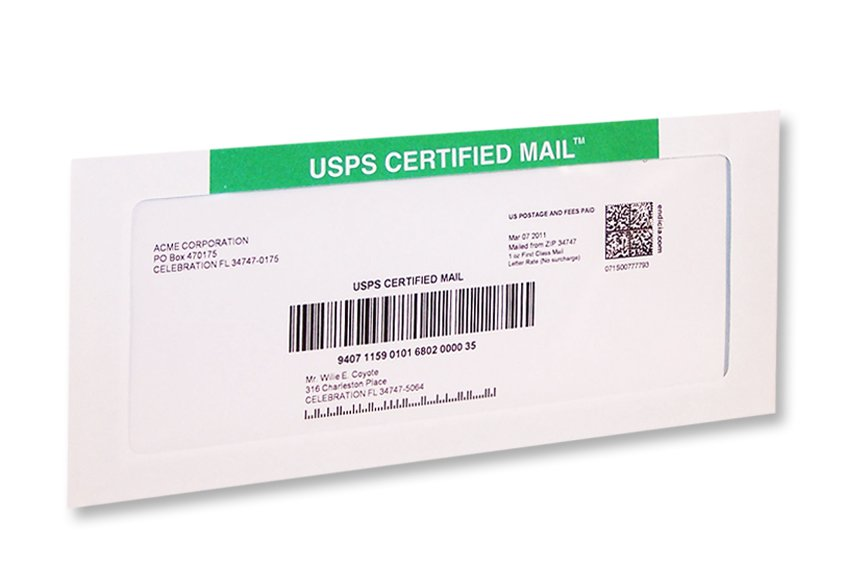 USPS CERTIFIED MAIL™
ACME CORPORATION
PO Box 470175
CELEBRATION FL 34747-0175
US POSTAGE AND FEES PAID
Mar 07 2011
Mailed from ZIP 34747
1 oz First Class Mail
Letter Rate (No surcharge)
endicia.com
071S00777793
USPS CERTIFIED MAIL
9407 1159 0101 6802 0000 35
Mr. Wilie E. Coyote
316 Charleston Place
CELEBRATION FL 34747-5064